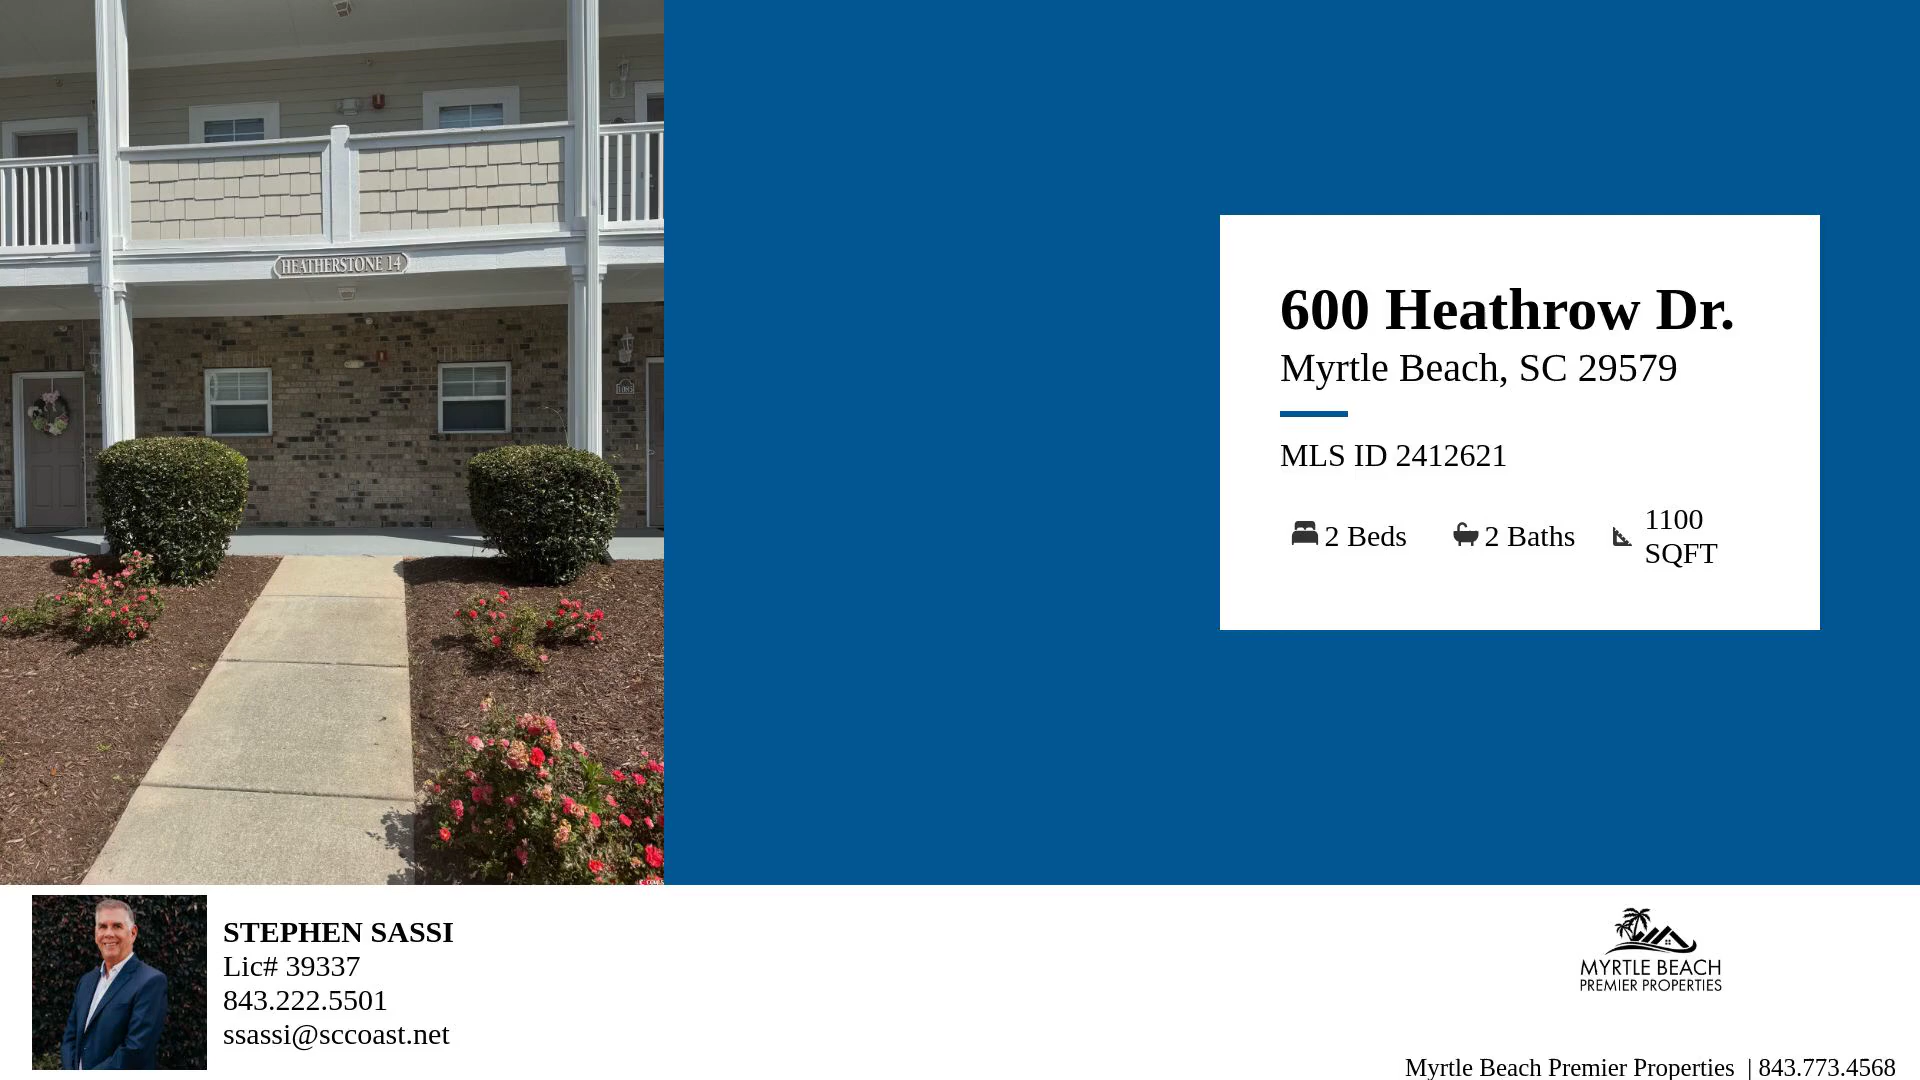 HEATHERSTONE 14
1085
600 Heathrow Dr.
Myrtle Beach, SC 29579
MLS ID 2412621
2 Beds
2 Baths
1100
SQFT
STEPHEN SASSI
Lic# 39337
843.222.5501
ssassi@sccoast.net
MYRTLE BEACH
PREMIER PROPERTIES
Myrtle Beach Premier Properties | 843.773.4568